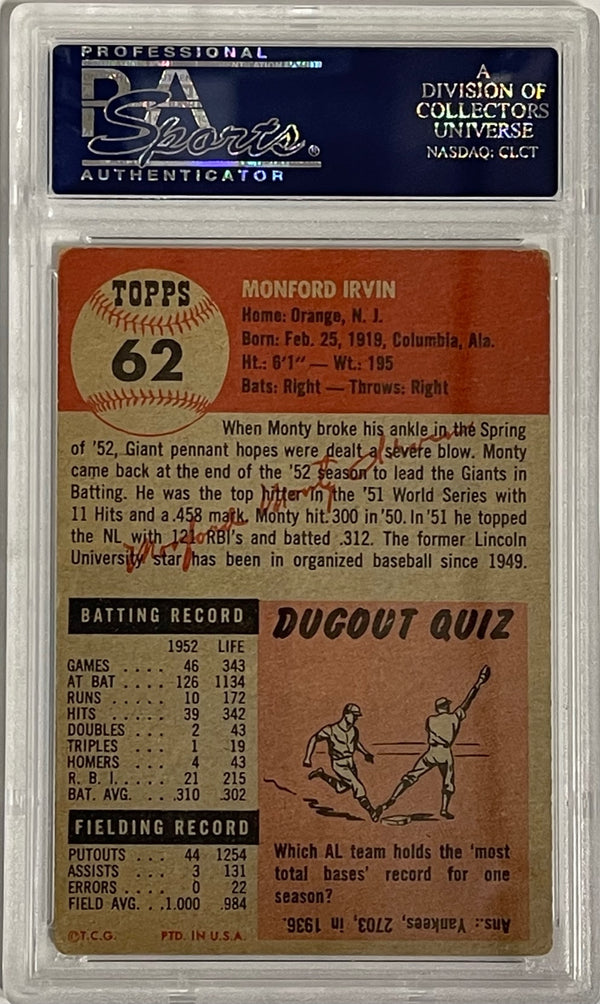 PROFESSIONAL
PSA
Sports®
AUTHENTICATOR
A
DIVISION OF
COLLECTORS
UNIVERSE
NASDAQ: CLCT
TOPPS
62
MONFORD IRVIN
Home: Orange, N. J.
Born: Feb. 25, 1919, Columbia, Ala.
Ht.: 6'1" — Wt.: 195
Bats: Right — Throws: Right
When Monty broke his ankle in the Spring
of '52, Giant pennant hopes were dealt a severe blow. Monty
came back at the end of the '52 season to lead the Giants in
Batting. He was the top hitter in the '51 World Series with
11 Hits and a .458 mark. Monty hit .300 in '50. In '51 he topped
the NL with 121 RBI's and batted .312. The former Lincoln
University star has been in organized baseball since 1949.
Monford Monty Irvin
BATTING RECORD
1952 LIFE
GAMES .... 46 343
AT BAT .... 126 1134
RUNS ..... 10 172
HITS ..... 39 342
DOUBLES ... 2 43
TRIPLES ... 1 19
HOMERS ... 4 43
R. B. I. ..... 21 215
BAT. AVG. ... .310 .302
FIELDING RECORD
PUTOUTS ... 44 1254
ASSISTS ... 3 131
ERRORS .... 0 22
FIELD AVG. .. 1.000 .984
©T.C.G. PTD. IN U.S.A.
DUGOUT QUIZ
Which AL team holds the 'most
total bases' record for one
season?
Ans.: Yankees, 2703, in 1936.